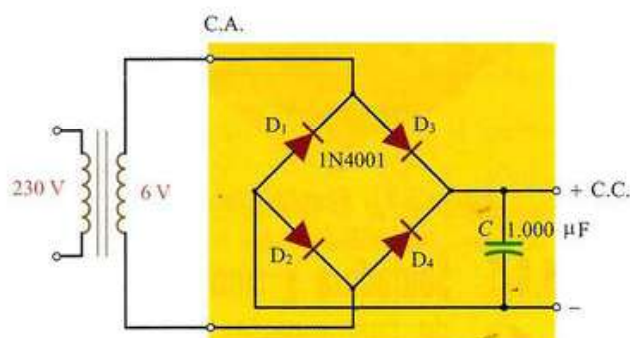 C.A.
D₁
D₃
1N4001
230 V
6 V
+ C.C.
C 1.000 µF
D₂
D₄
−